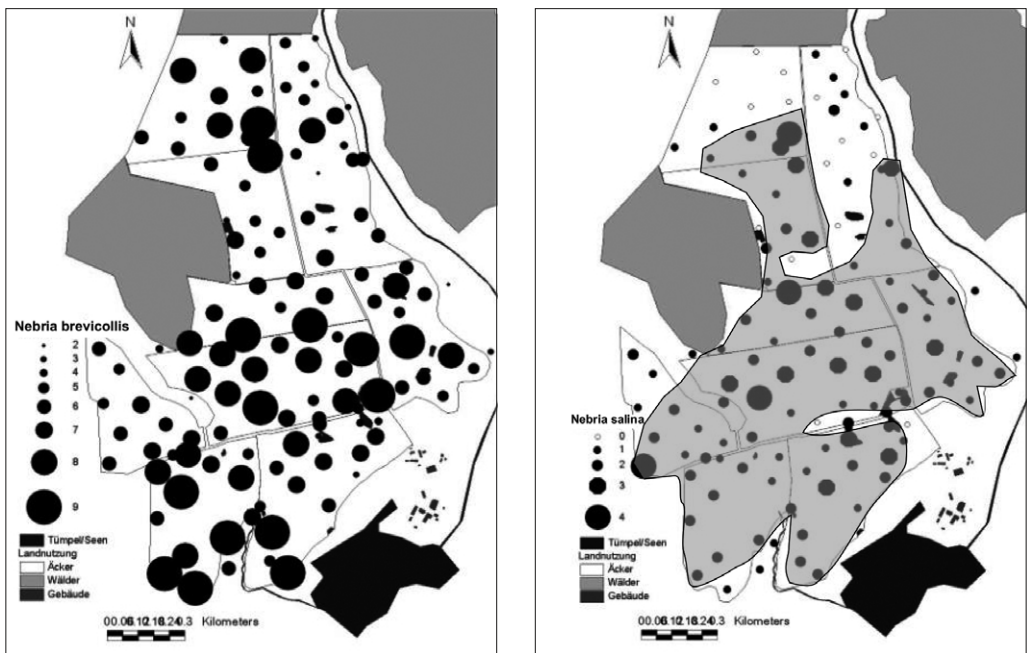 N
Nebria brevicollis
2
3
4
5
6
7
8
9
Tümpel/Seen
Landnutzung
Äcker
Wälder
Gebäude
Kilometers
N
Nebria salina
0
1
2
3
4
Tümpel/Seen
Landnutzung
Äcker
Wälder
Gebäude
Kilometers